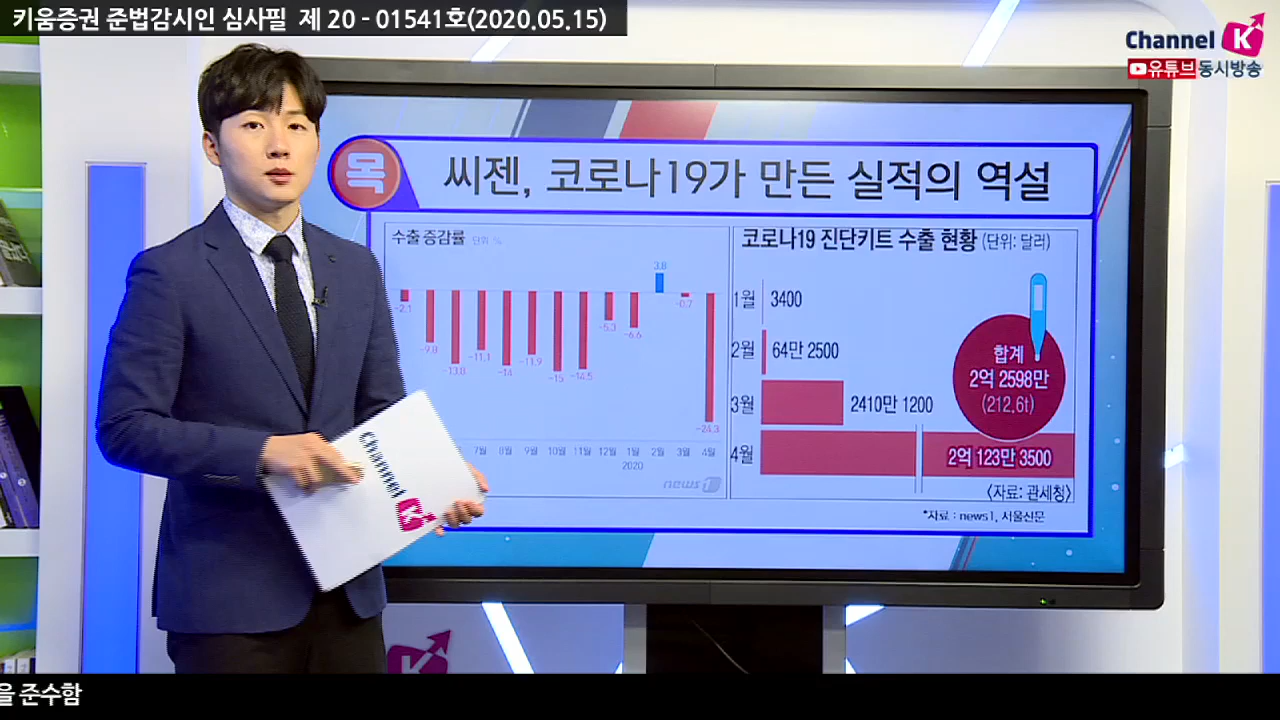 키움증권 준법감시인 심사필 제 20 - 01541호(2020.05.15)
Channel K
유튜브동시방송
목
씨젠, 코로나19가 만든 실적의 역설
수출 증감률 단위 %
3.8
-2.1
-9.8
-13.8
-11.1
-14
-11.9
-15
-14.5
-5.3
-6.6
-0.7
-24.3
7월 8월 9월 10월 11월 12월 1월 2월 3월 4월
2020
news1
코로나19 진단키트 수출 현황 (단위: 달러)
1월 3400
2월 64만 2500
3월 2410만 1200
4월 2억 123만 3500
합계
2억 2598만
(212.6t)
〈자료: 관세청〉
*자료 : news1, 서울신문
Channel K
을 준수함